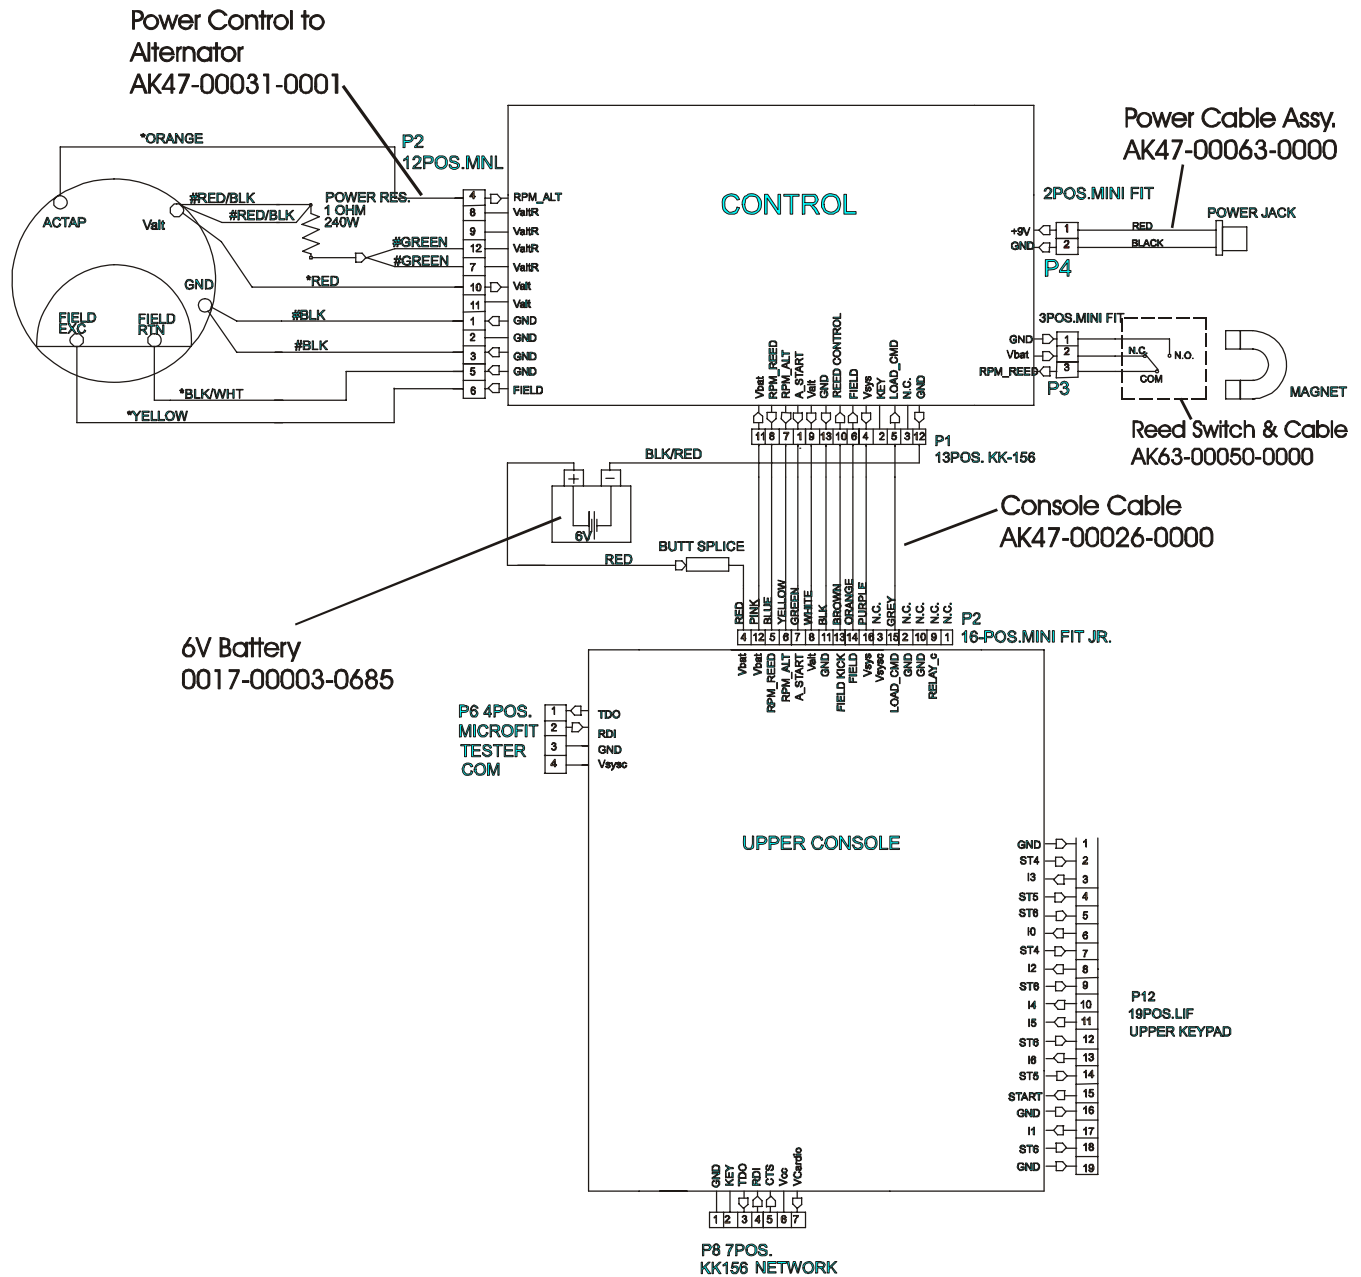 Power Control to
Alternator
AK47-00031-0001
*ORANGE
P2
12POS.MNL
ACTAP
Valt
GND
FIELD
EXC
FIELD
RTN
#RED/BLK
#RED/BLK
POWER RES.
1 OHM
240W
#GREEN
#GREEN
*RED
#BLK
#BLK
*BLK/WHT
*YELLOW
4 RPM_ALT
8 ValtR
9 ValtR
12 ValtR
7 ValtR
10 Valt
11 Valt
1 GND
2 GND
3 GND
5 GND
6 FIELD
CONTROL
Power Cable Assy.
AK47-00063-0000
2POS.MINI FIT
POWER JACK
+9V 1 RED
GND 2 BLACK
P4
3POS.MINI FIT
GND 1
Vbat 2
RPM_REED 3
P3
N.C.
N.O.
COM
MAGNET
Reed Switch & Cable
AK63-00050-0000
Vbat
RPM_REED
RPM_ALT
A_START
Valt
GND
REED CONTROL
FIELD
Vsys
KEY
LOAD_CMD
N.C.
GND
11 8 7 1 9 13 10 6 4 2 5 3 12
P1
13POS. KK-156
BLK/RED
+ −
6V
RED
BUTT SPLICE
Console Cable
AK47-00026-0000
6V Battery
0017-00003-0685
RED
PINK
BLUE
YELLOW
GREEN
WHITE
BLK
BROWN
ORANGE
PURPLE
N.C.
GREY
N.C.
N.C.
N.C.
N.C.
4 12 5 6 7 8 11 13 14 16 3 15 2 10 9 1
P2
16-POS.MINI FIT JR.
Vbat
Vbat
RPM_REED
RPM_ALT
A_START
Valt
GND
FIELD KICK
FIELD
Vsys
Vsysc
LOAD_CMD
GND
GND
RELAY_c
P6 4POS.
MICROFIT
TESTER
COM
1 TDO
2 RDI
3 GND
4 Vsysc
UPPER CONSOLE
GND 1
ST4 2
I3 3
ST5 4
ST6 5
I0 6
ST4 7
I2 8
ST6 9
I4 10
I5 11
ST6 12
I6 13
ST5 14
START 15
GND 16
I1 17
ST6 18
GND 19
P12
19POS.LIF
UPPER KEYPAD
GND
KEY
TDO
RDI
CTS
Vcc
VCardio
1 2 3 4 5 6 7
P8 7POS.
KK156 NETWORK